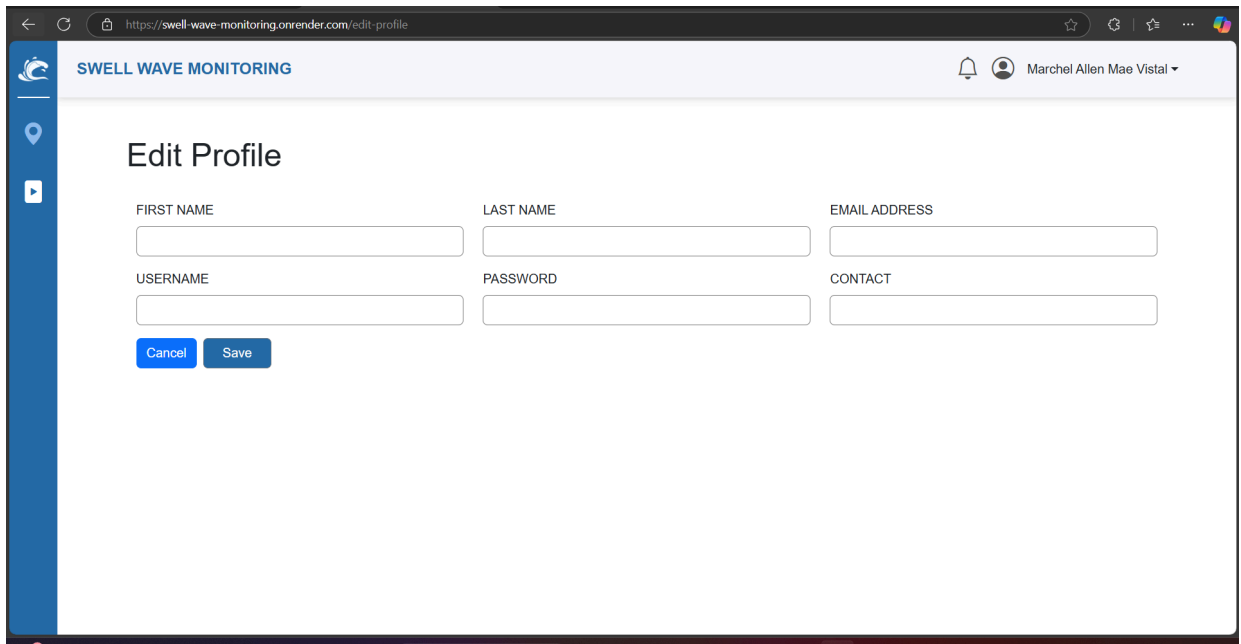 https://swell-wave-monitoring.onrender.com/edit-profile
SWELL WAVE MONITORING
Marchel Allen Mae Vistal
Edit Profile
FIRST NAME LAST NAME EMAIL ADDRESS
USERNAME PASSWORD CONTACT
Cancel Save